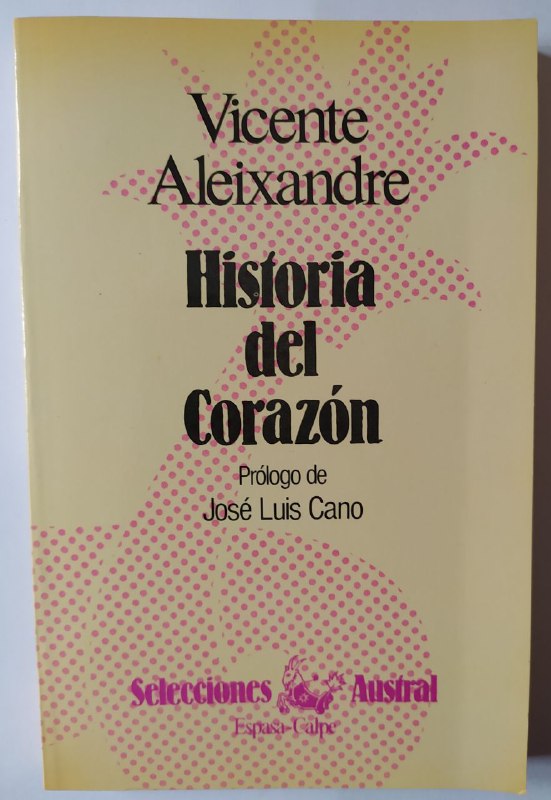 Vicente
Aleixandre
Historia
del
Corazón
Prólogo de
José Luis Cano
Selecciones Austral
Espasa-Calpe